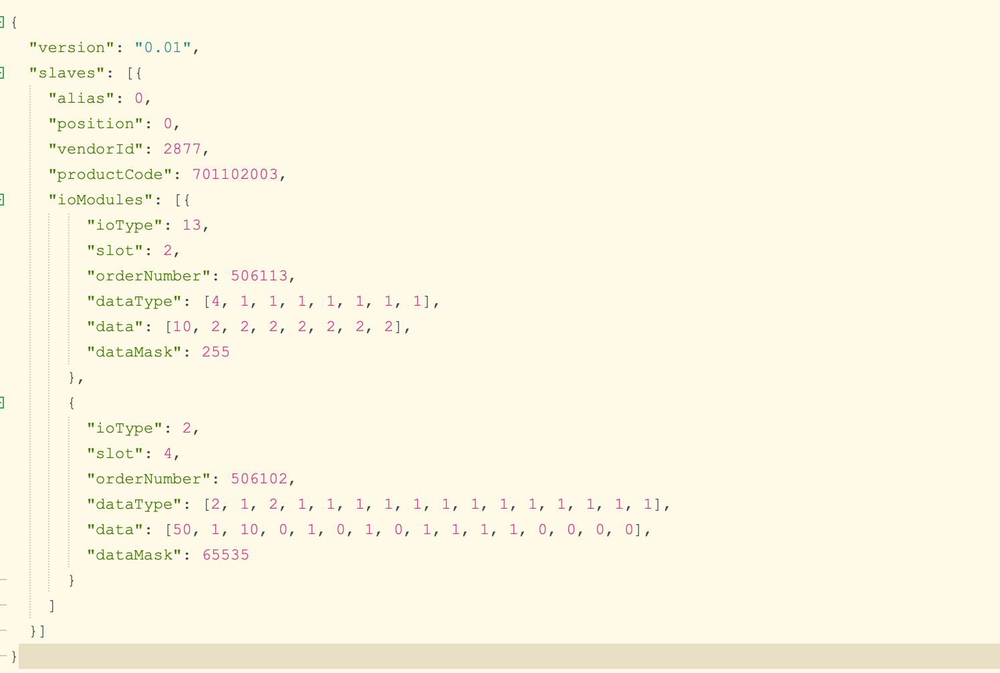 {
"version": "0.01",
"slaves": [{
"alias": 0,
"position": 0,
"vendorId": 2877,
"productCode": 701102003,
"ioModules": [{
"ioType": 13,
"slot": 2,
"orderNumber": 506113,
"dataType": [4, 1, 1, 1, 1, 1, 1, 1],
"data": [10, 2, 2, 2, 2, 2, 2, 2],
"dataMask": 255
},
{
"ioType": 2,
"slot": 4,
"orderNumber": 506102,
"dataType": [2, 1, 2, 1, 1, 1, 1, 1, 1, 1, 1, 1, 1, 1, 1, 1],
"data": [50, 1, 10, 0, 1, 0, 1, 0, 1, 1, 1, 1, 0, 0, 0, 0],
"dataMask": 65535
}
]
}]
}